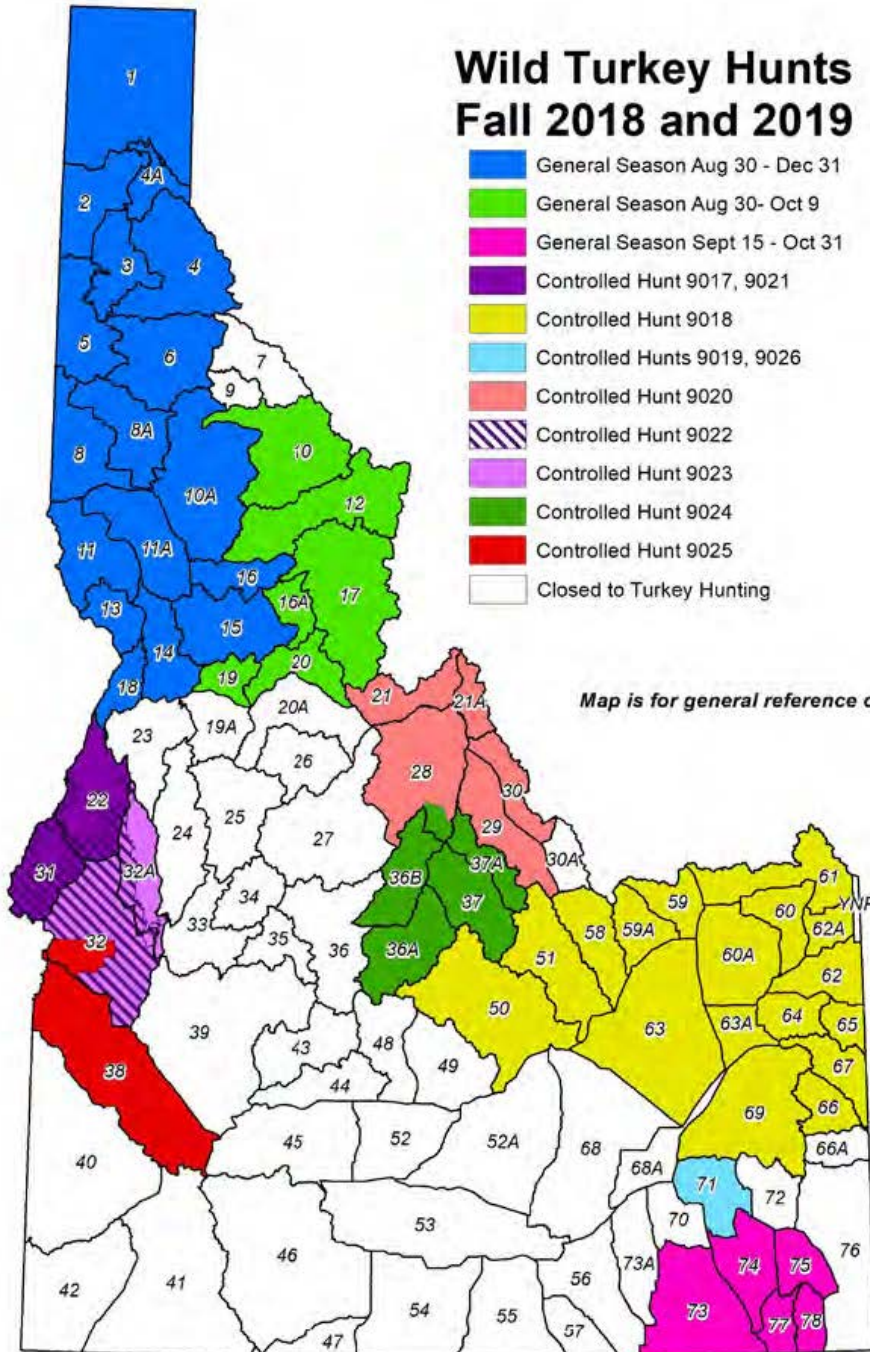 Wild Turkey Hunts
Fall 2018 and 2019
General Season Aug 30 - Dec 31
General Season Aug 30- Oct 9
General Season Sept 15 - Oct 31
Controlled Hunt 9017, 9021
Controlled Hunt 9018
Controlled Hunts 9019, 9026
Controlled Hunt 9020
Controlled Hunt 9022
Controlled Hunt 9023
Controlled Hunt 9024
Controlled Hunt 9025
Closed to Turkey Hunting
Map is for general reference o
1
4A
2
3
4
5
6
7
9
8
8A
10
10A
12
11
11A
16
17
16A
13
15
14
20
19
18
21
21A
20A
23
19A
26
28
30
22
24
25
27
29
30A
32A
31
36B
37A
61
34
37
59
60
YNP
33
58
59A
62A
32
35
36
36A
51
60A
62
50
63
63A
64
65
39
43
48
49
67
38
44
69
66
45
52
52A
68
66A
40
68A
71
72
70
53
46
76
74
75
42
41
56
73A
54
55
73
77
78
47
57